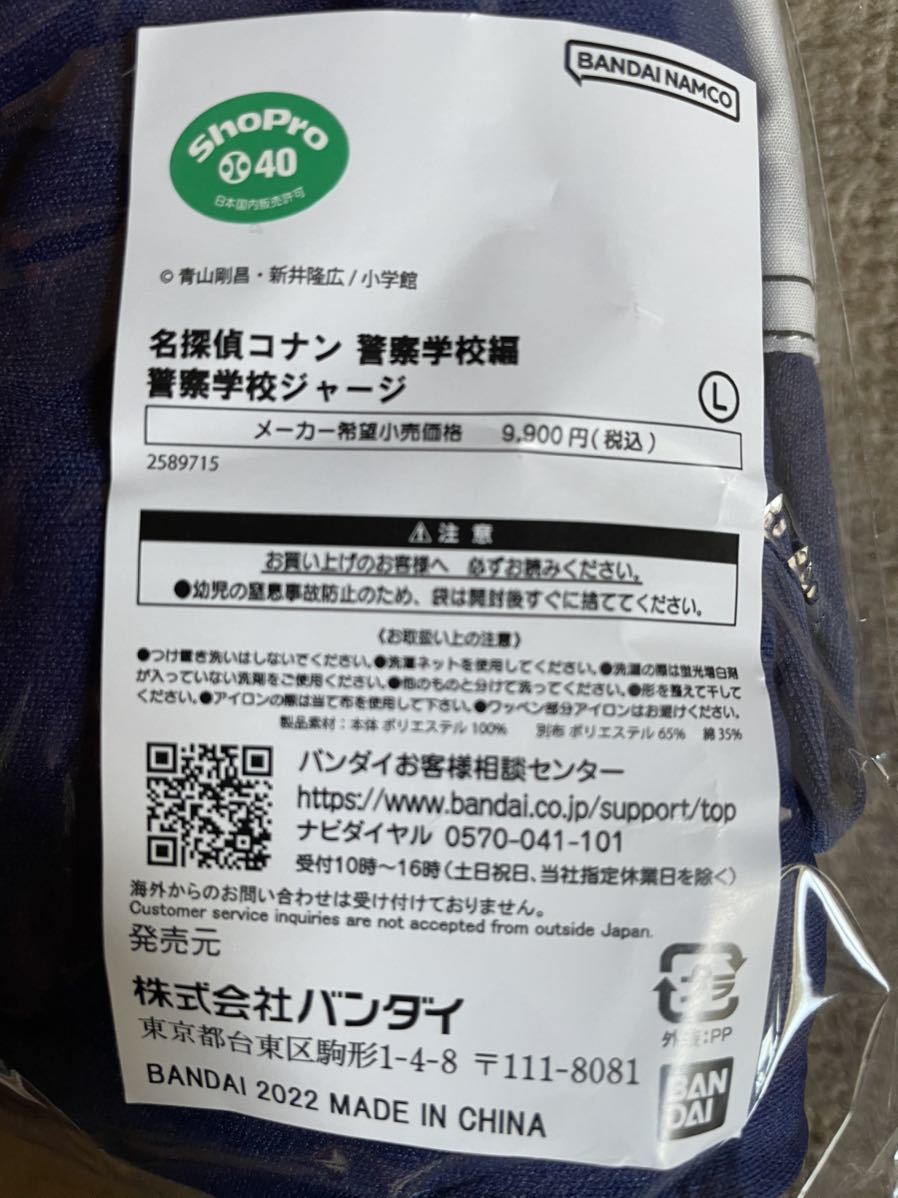 BANDAI NAMCO
ShoPro
40
日本国内販売許可
© 青山剛昌・新井隆広 / 小学館
名探偵コナン 警察学校編
警察学校ジャージ
L
メーカー希望小売価格 9,900円(税込)
2589715
⚠注 意
お買い上げのお客様へ 必ずお読みください。
●幼児の窒息事故防止のため、袋は開封後すぐに捨ててください。
《お取扱い上の注意》
●つけ置き洗いはしないでください。●洗濯ネットを使用してください。●洗濯の際は蛍光増白剤
が入っていない洗剤をご使用ください。●他のものと分けて洗ってください。●形を整えて干して
ください。●アイロンの際は当て布を使用して下さい。●ワッペン部分アイロンはお避けください。
製品素材：本体 ポリエステル 100% 別布 ポリエステル 65% 綿 35%
バンダイお客様相談センター
https://www.bandai.co.jp/support/top
ナビダイヤル 0570-041-101
受付10時～16時（土日祝日、当社指定休業日を除く）
海外からのお問い合わせは受け付けておりません。
Customer service inquiries are not accepted from outside Japan.
発売元
株式会社バンダイ
東京都台東区駒形1-4-8 〒111-8081
BANDAI 2022 MADE IN CHINA
プラ
外装：PP
BAN
DAI